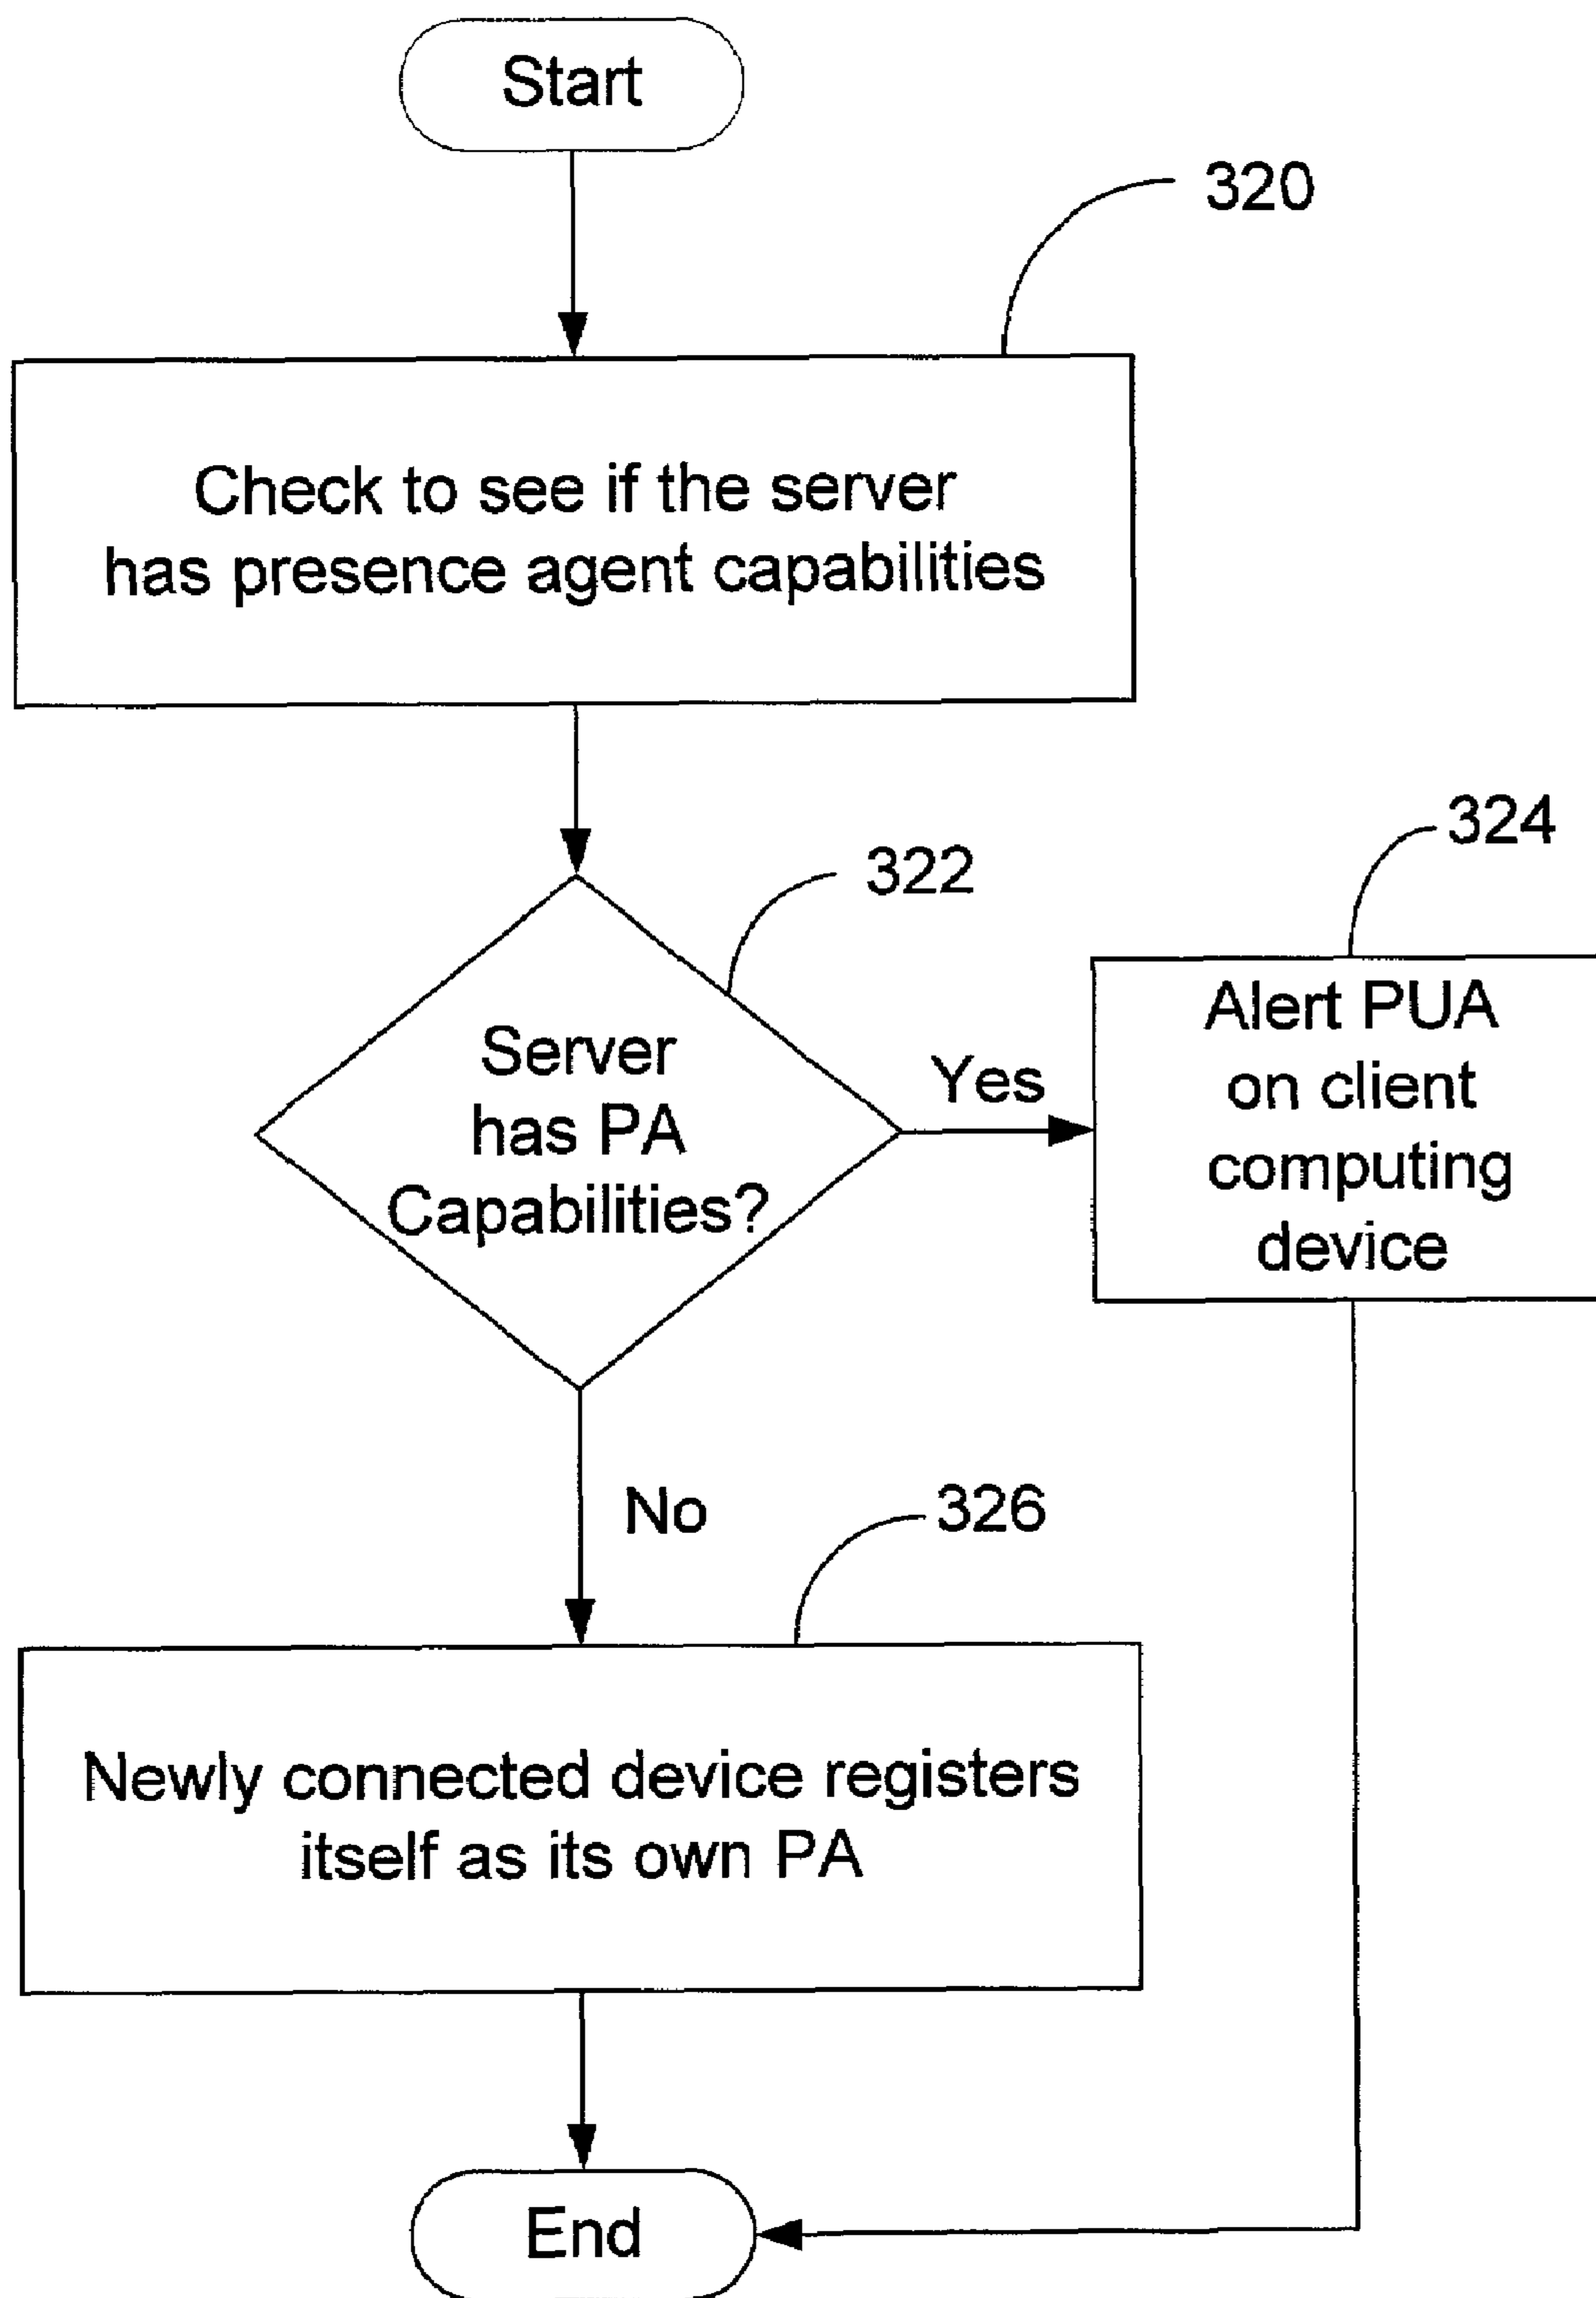 Start
320
Check to see if the server
has presence agent capabilities
322
324
Server
has PA
Capabilities?
Yes
Alert PUA
on client
computing
device
No
326
Newly connected device registers
itself as its own PA
End